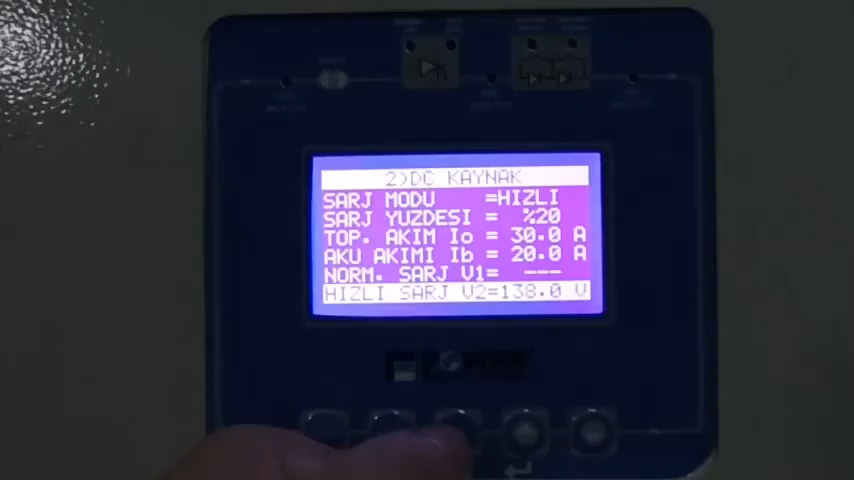 2)DC KAYNAK
SARJ MODU =HIZLI
SARJ YUZDESI = %20
TOP. AKIM Io = 30.0 A
AKU AKIMI Ib = 20.0 A
NORM. SARJ V1= ---
HIZLI SARJ V2=138.0 V